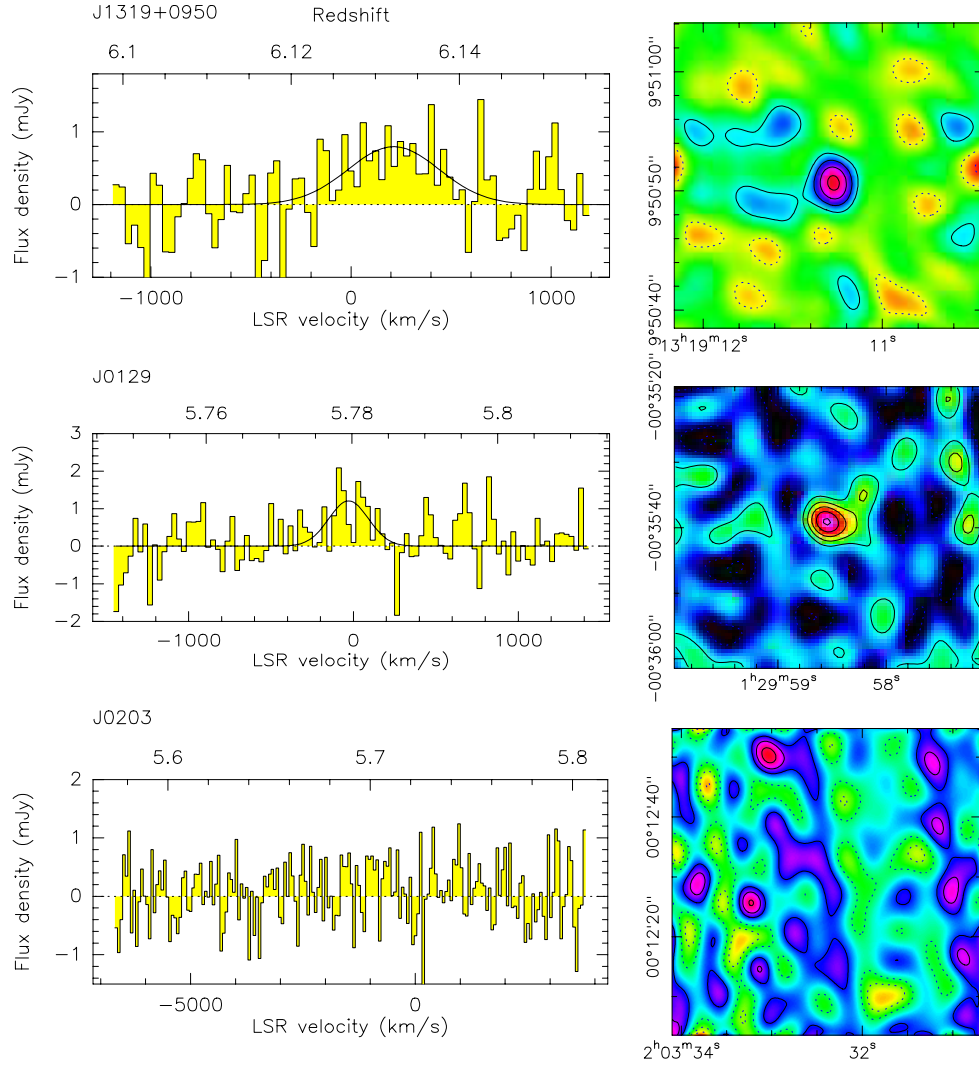 J1319+0950 Redshift
6.1 6.12 6.14
Flux density (mJy)
1
0
−1
−1000 0 1000
LSR velocity (km/s)
9°51'00''
9°50'50''
9°50'40''
13ʰ19ᵐ12ˢ 11ˢ
J0129
5.76 5.78 5.8
Flux density (mJy)
3
2
1
0
−1
−2
−1000 0 1000
LSR velocity (km/s)
−00°35'20''
−00°35'40''
−00°36'00''
1ʰ29ᵐ59ˢ 58ˢ
J0203
5.6 5.7 5.8
Flux density (mJy)
2
1
0
−1
−5000 0
LSR velocity (km/s)
00°12'40''
00°12'20''
2ʰ03ᵐ34ˢ 32ˢ